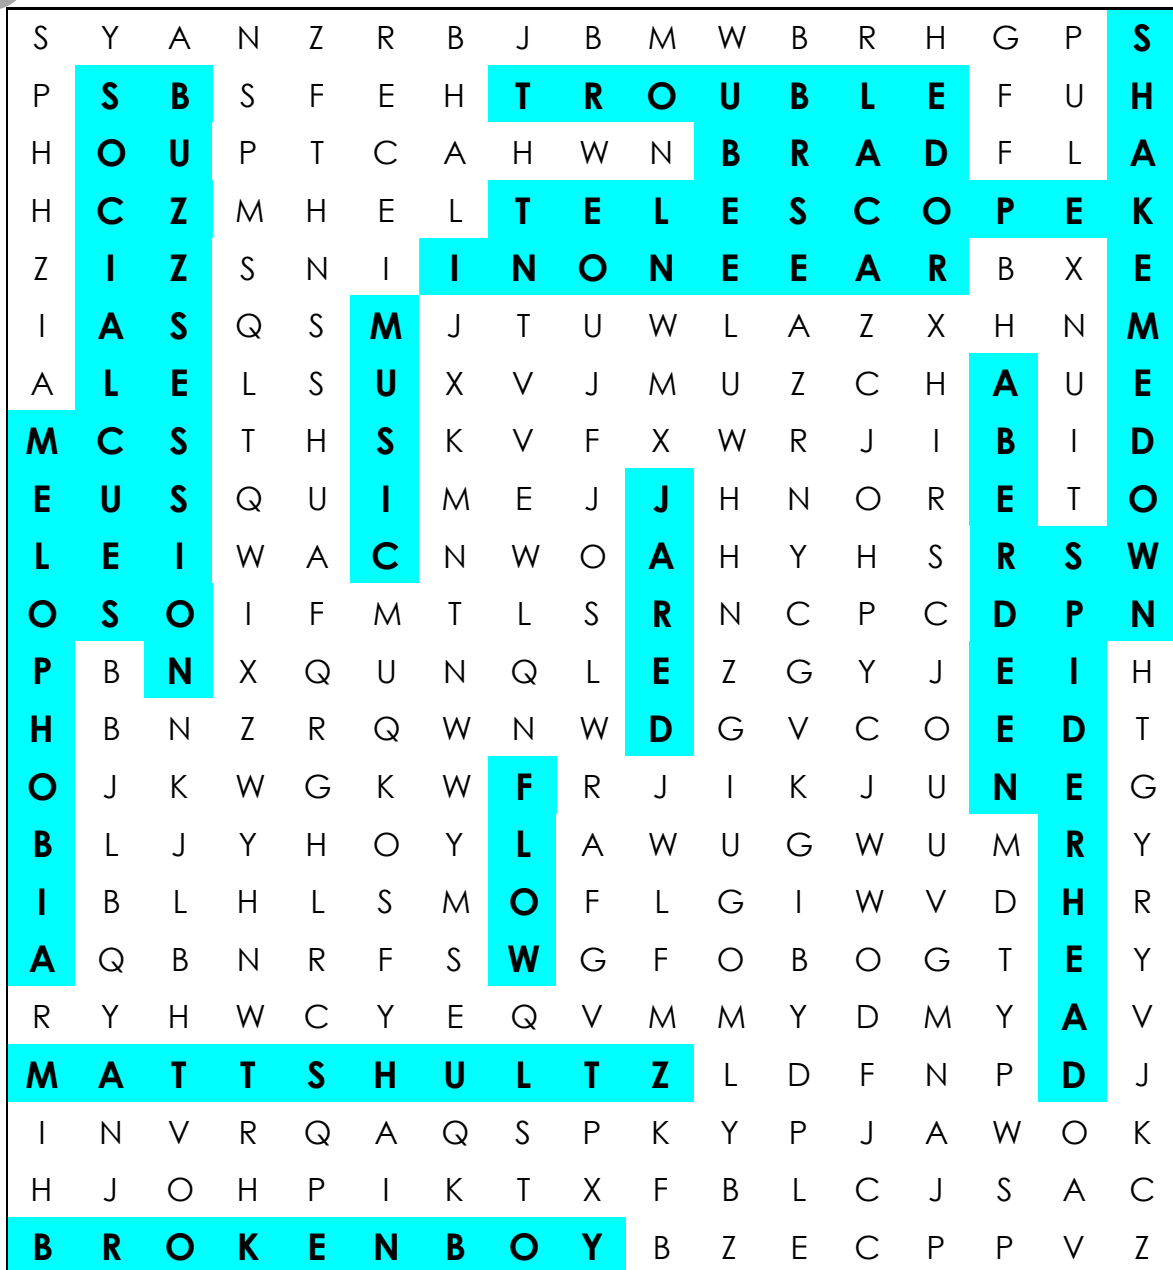 S Y A N Z R B J B M W B R H G P S
P S B S F E H T R O U B L E F U H
H O U P T C A H W N B R A D F L A
H C Z M H E L T E L E S C O P E K
Z I Z S N I I N O N E E A R B X E
I A S Q S M J T U W L A Z X H N M
A L E L S U X V J M U Z C H A U E
M C S T H S K V F X W R J I B I D
E U S Q U I M E J J H N O R E T O
L E I W A C N W O A H Y H S R S W
O S O I F M T L S R N C P C D P N
P B N X Q U N Q L E Z G Y J E I H
H B N Z R Q W N W D G V C O E D T
O J K W G K W F R J I K J U N E G
B L J Y H O Y L A W U G W U M R Y
I B L H L S M O F L G I W V D H R
A Q B N R F S W G F O B O G T E Y
R Y H W C Y E Q V M M Y D M Y A V
M A T T S H U L T Z L D F N P D J
I N V R Q A Q S P K Y P J A W O K
H J O H P I K T X F B L C J S A C
B R O K E N B O Y B Z E C P P V Z